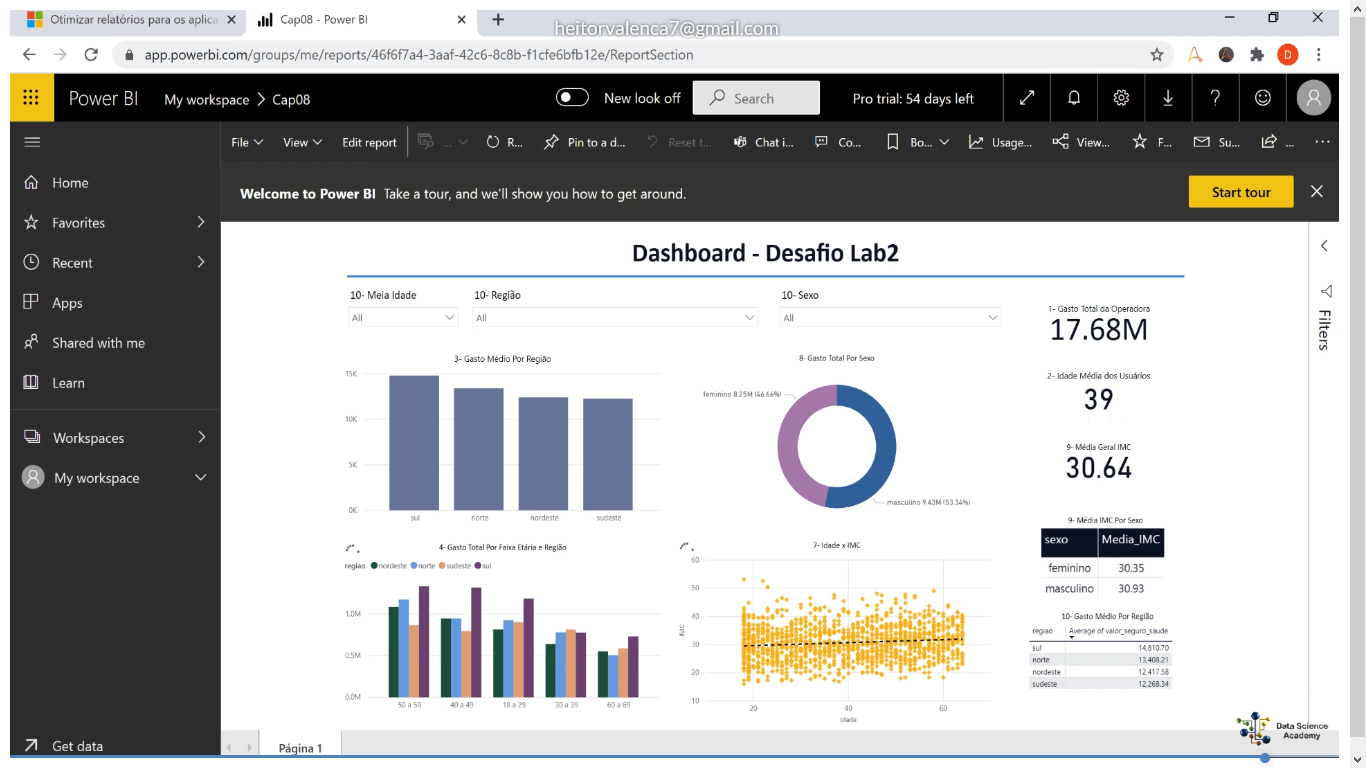 Otimizar relatórios para os aplica
Cap08 - Power BI
heitorvalenca7@gmail.com
app.powerbi.com/groups/me/reports/46f6f7a4-3aaf-42c6-8c8b-f1cfe6bfb12e/ReportSection
D
Power BI My workspace > Cap08 New look off Search Pro trial: 54 days left
File View Edit report ... R... Pin to a d... Reset t... Chat i... Co... Bo... Usage... View... F... Su... ... ...
Welcome to Power BI Take a tour, and we'll show you how to get around. Start tour
Home
Favorites
Recent
Apps
Shared with me
Learn
Workspaces
My workspace
Get data
Dashboard - Desafio Lab2
10- Meia Idade 10- Região 10- Sexo
All All All
1- Gasto Total da Operadora
17.68M
2- Idade Média dos Usuários
39
9- Média Geral IMC
30.64
Filters
3- Gasto Médio Por Região
15K
10K
5K
0K
sul norte nordeste sudeste
8- Gasto Total Por Sexo
feminino 8.25M (46.66%)
masculino 9.43M (53.34%)
9- Média IMC Por Sexo
sexo Media_IMC
feminino 30.35
masculino 30.93
4- Gasto Total Por Faixa Etária e Região
regiao nordeste norte sudeste sul
1.0M
0.5M
0.0M
50 a 59 40 a 49 18 a 29 30 a 39 60 a 69
7- Idade x IMC
60
50
40
30
20
10
IMC
20 40 60
Idade
10- Gasto Médio Por Região
regiao Average of valor_seguro_saude
sul 14,810.70
norte 13,408.21
nordeste 12,417.58
sudeste 12,268.34
Data Science
Academy
Página 1